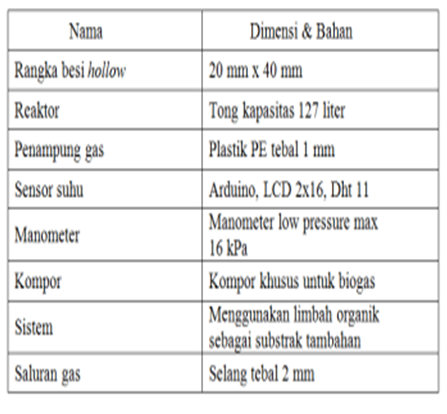 Nama Dimensi & Bahan
Rangka besi hollow 20 mm x 40 mm
Reaktor Tong kapasitas 127 liter
Penampung gas Plastik PE tebal 1 mm
Sensor suhu Arduino, LCD 2x16, Dht 11
Manometer Manometer low pressure max
16 kPa
Kompor Kompor khusus untuk biogas
Sistem Menggunakan limbah organik
sebagai substrak tambahan
Saluran gas Selang tebal 2 mm